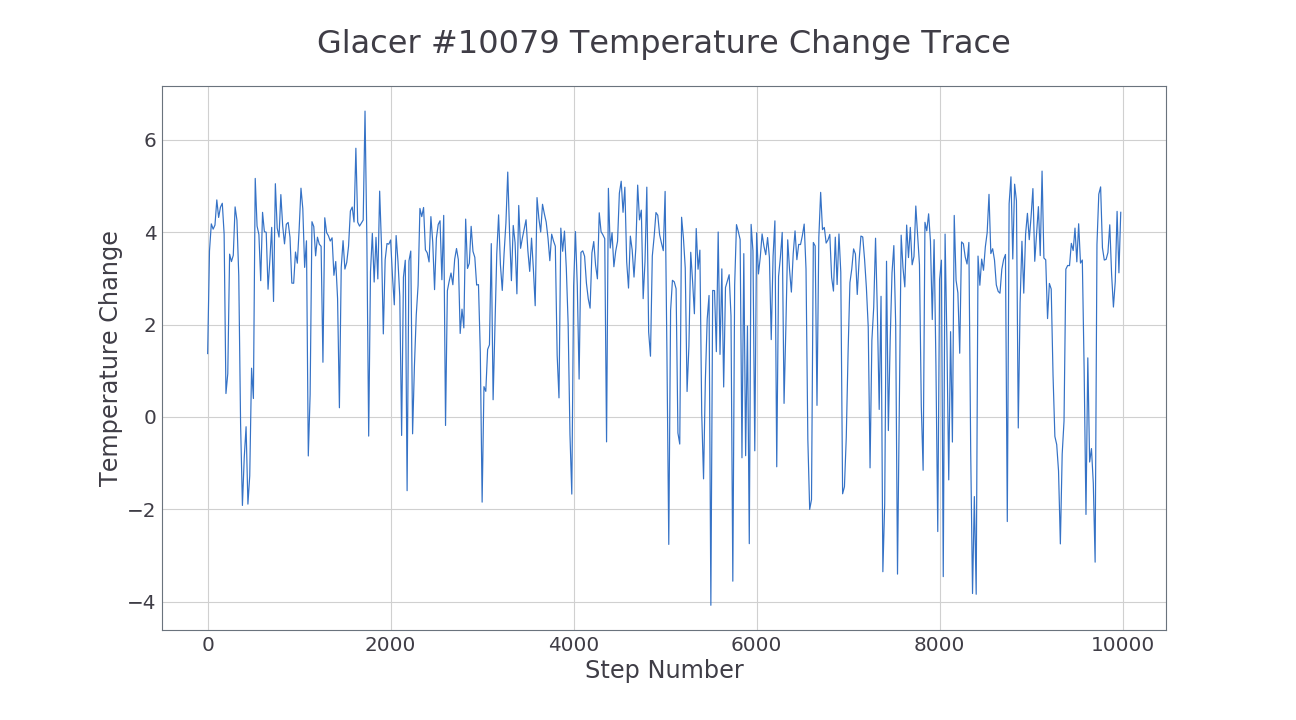 Glacer #10079 Temperature Change Trace
Temperature Change
6
4
2
0
−2
−4
0 2000 4000 6000 8000 10000
Step Number